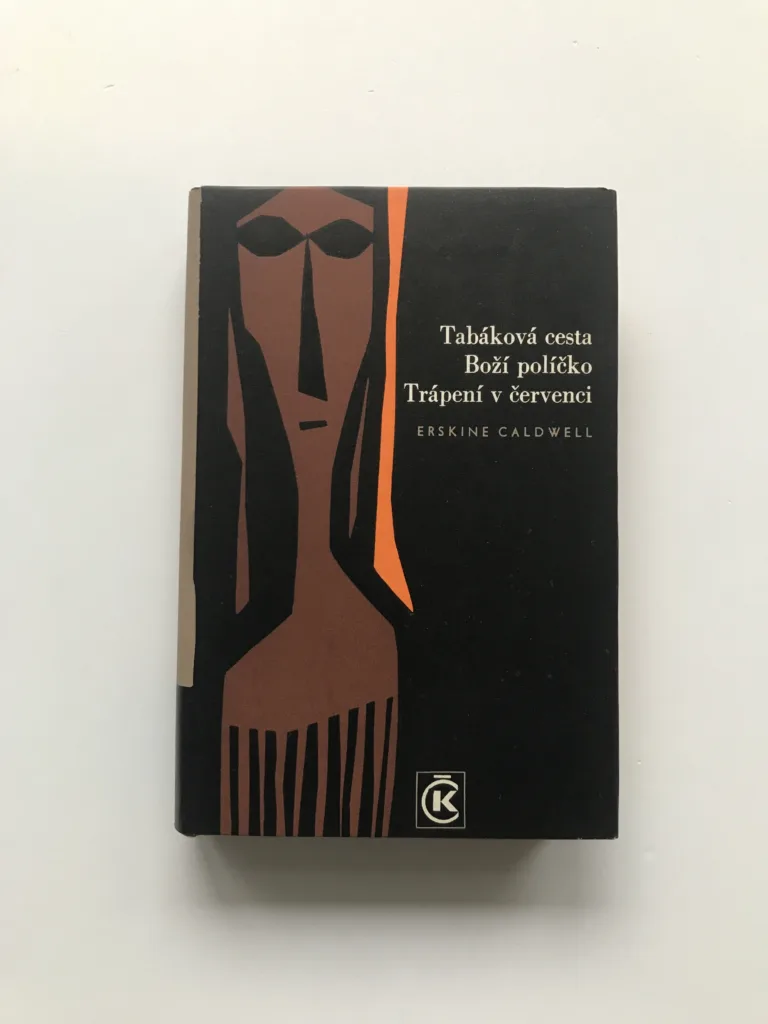 Tabáková cesta
Boží políčko
Trápení v červenci
ERSKINE CALDWELL
ČK